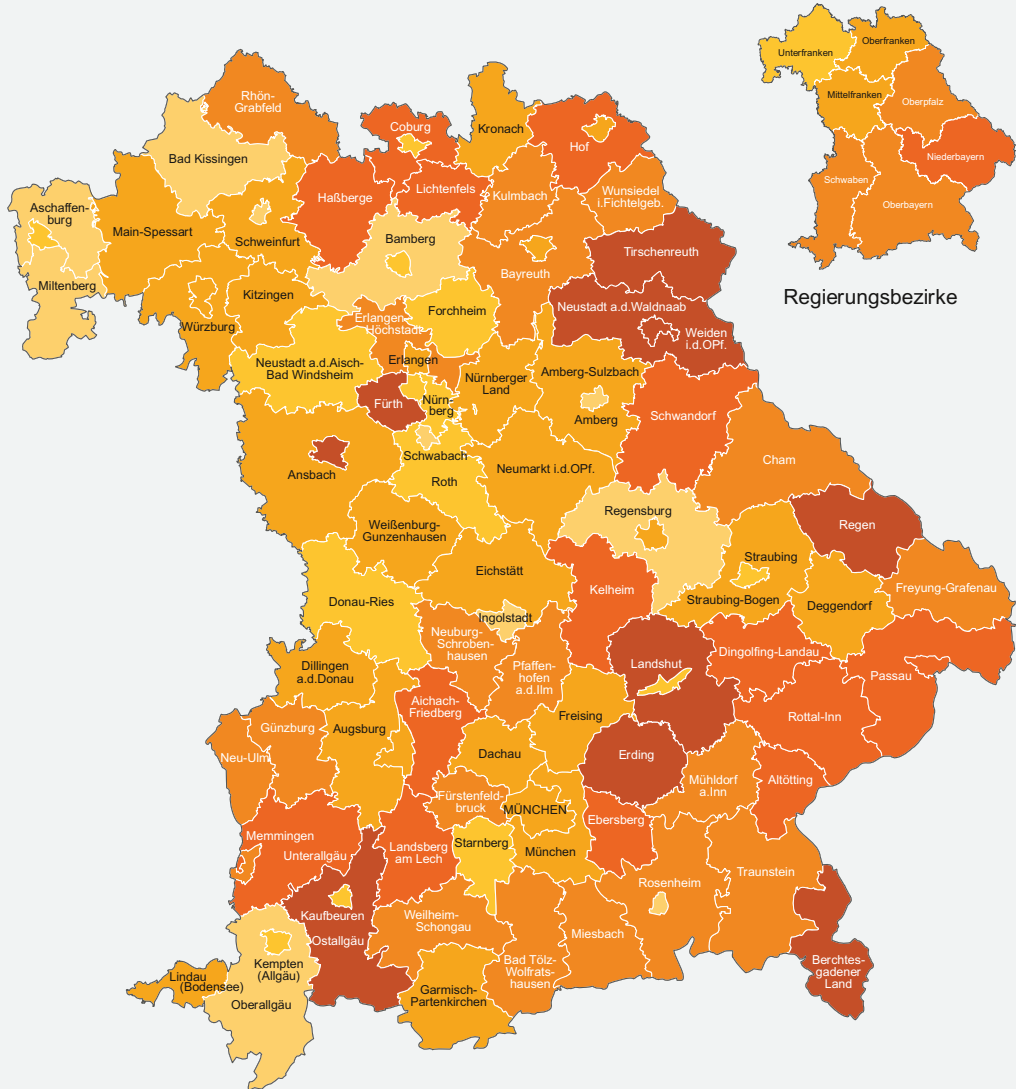 Unterfranken
Oberfranken
Mittelfranken
Oberpfalz
Niederbayern
Schwaben
Oberbayern
Regierungsbezirke
Rhön-
Grabfeld
Coburg
Kronach
Hof
Bad Kissingen
Haßberge
Lichtenfels
Kulmbach
Wunsiedel
i.Fichtelgeb.
Aschaffen-
burg
Main-Spessart
Schweinfurt
Bamberg
Bayreuth
Tirschenreuth
Miltenberg
Kitzingen
Würzburg
Erlangen-
Höchstadt
Forchheim
Neustadt a.d.Waldnaab
Weiden
i.d.OPf.
Neustadt a.d.Aisch-
Bad Windsheim
Erlangen
Nürnberger
Land
Amberg-Sulzbach
Fürth
Nürn-
berg
Amberg
Schwandorf
Ansbach
Schwabach
Roth
Neumarkt i.d.OPf.
Cham
Weißenburg-
Gunzenhausen
Regensburg
Regen
Eichstätt
Straubing
Donau-Ries
Ingolstadt
Kelheim
Straubing-Bogen
Deggendorf
Freyung-Grafenau
Neuburg-
Schroben-
hausen
Pfaffen-
hofen
a.d.Ilm
Landshut
Dingolfing-Landau
Passau
Dillingen
a.d.Donau
Aichach-
Friedberg
Freising
Rottal-Inn
Günzburg
Augsburg
Neu-Ulm
Dachau
Erding
Mühldorf
a.Inn
Altötting
Fürstenfeld-
bruck
MÜNCHEN
Ebersberg
Memmingen
Unterallgäu
Landsberg
am Lech
Starnberg
München
Traunstein
Rosenheim
Kaufbeuren
Ostallgäu
Weilheim-
Schongau
Miesbach
Bad Tölz-
Wolfrats-
hausen
Berchtes-
gadener
Land
Kempten
(Allgäu)
Lindau
(Bodensee)
Oberallgäu
Garmisch-
Partenkirchen